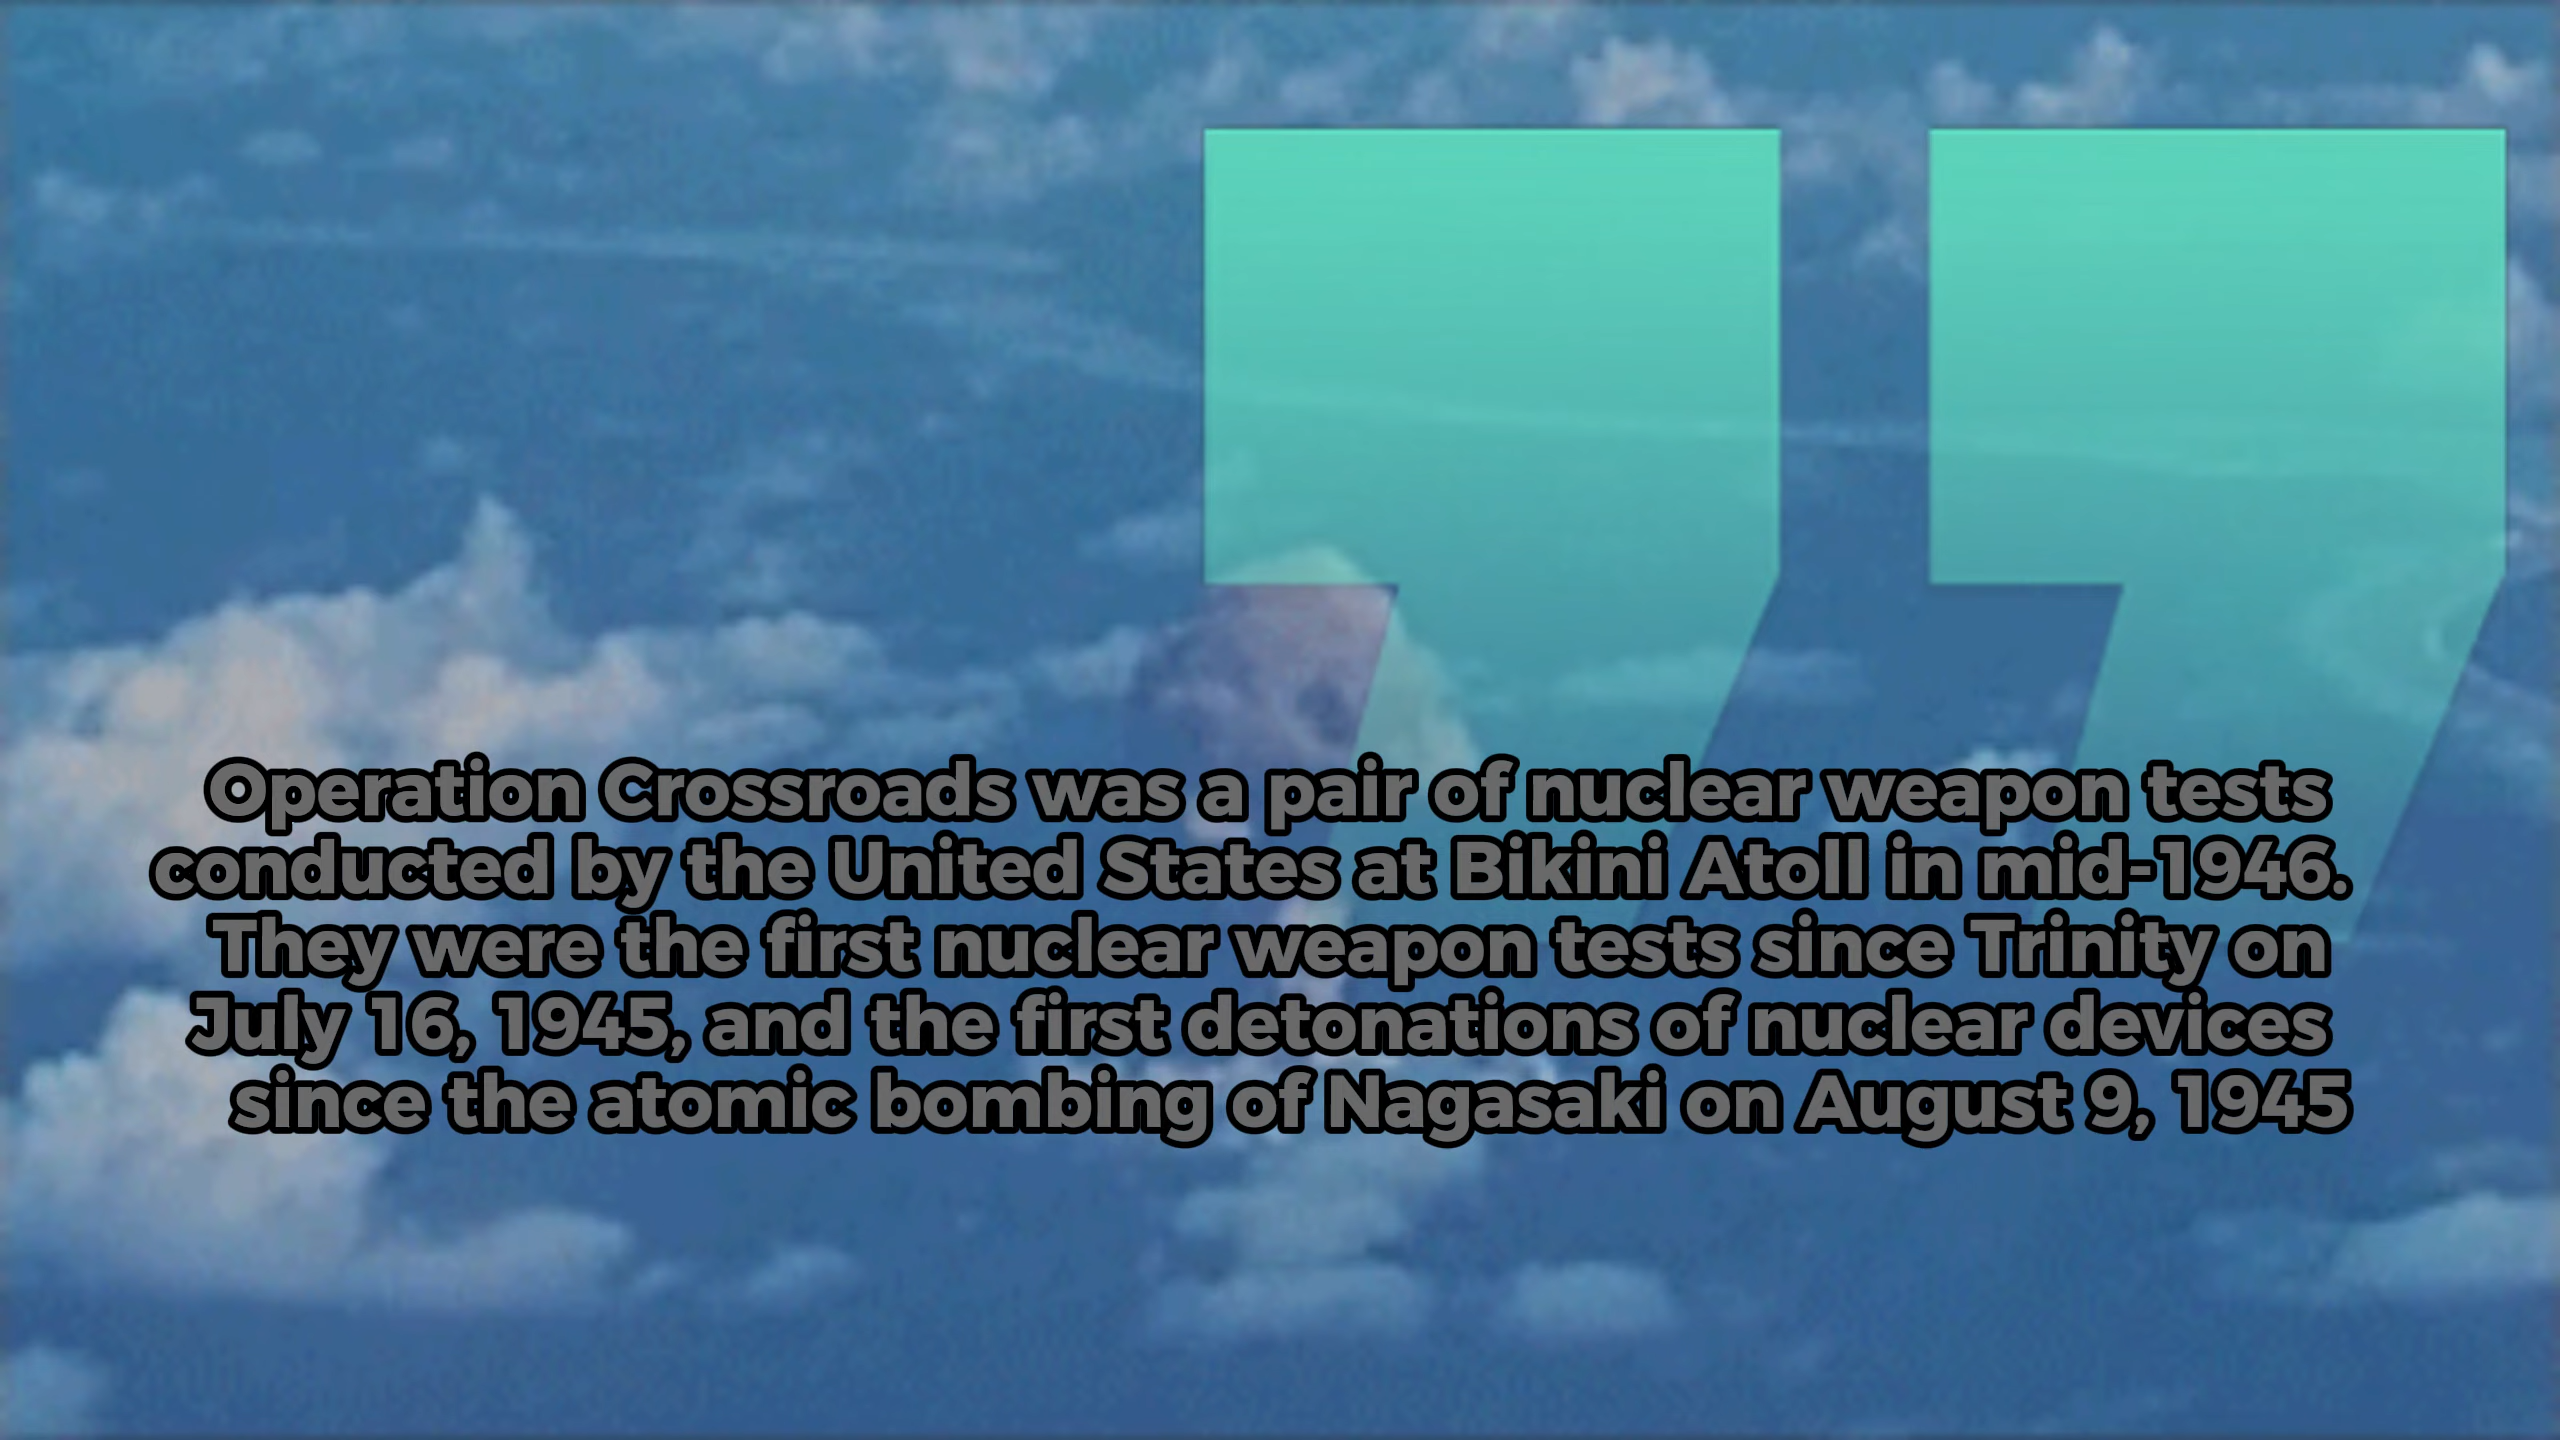 Operation Crossroads was a pair of nuclear weapon tests
conducted by the United States at Bikini Atoll in mid-1946.
They were the first nuclear weapon tests since Trinity on
July 16, 1945, and the first detonations of nuclear devices
since the atomic bombing of Nagasaki on August 9, 1945